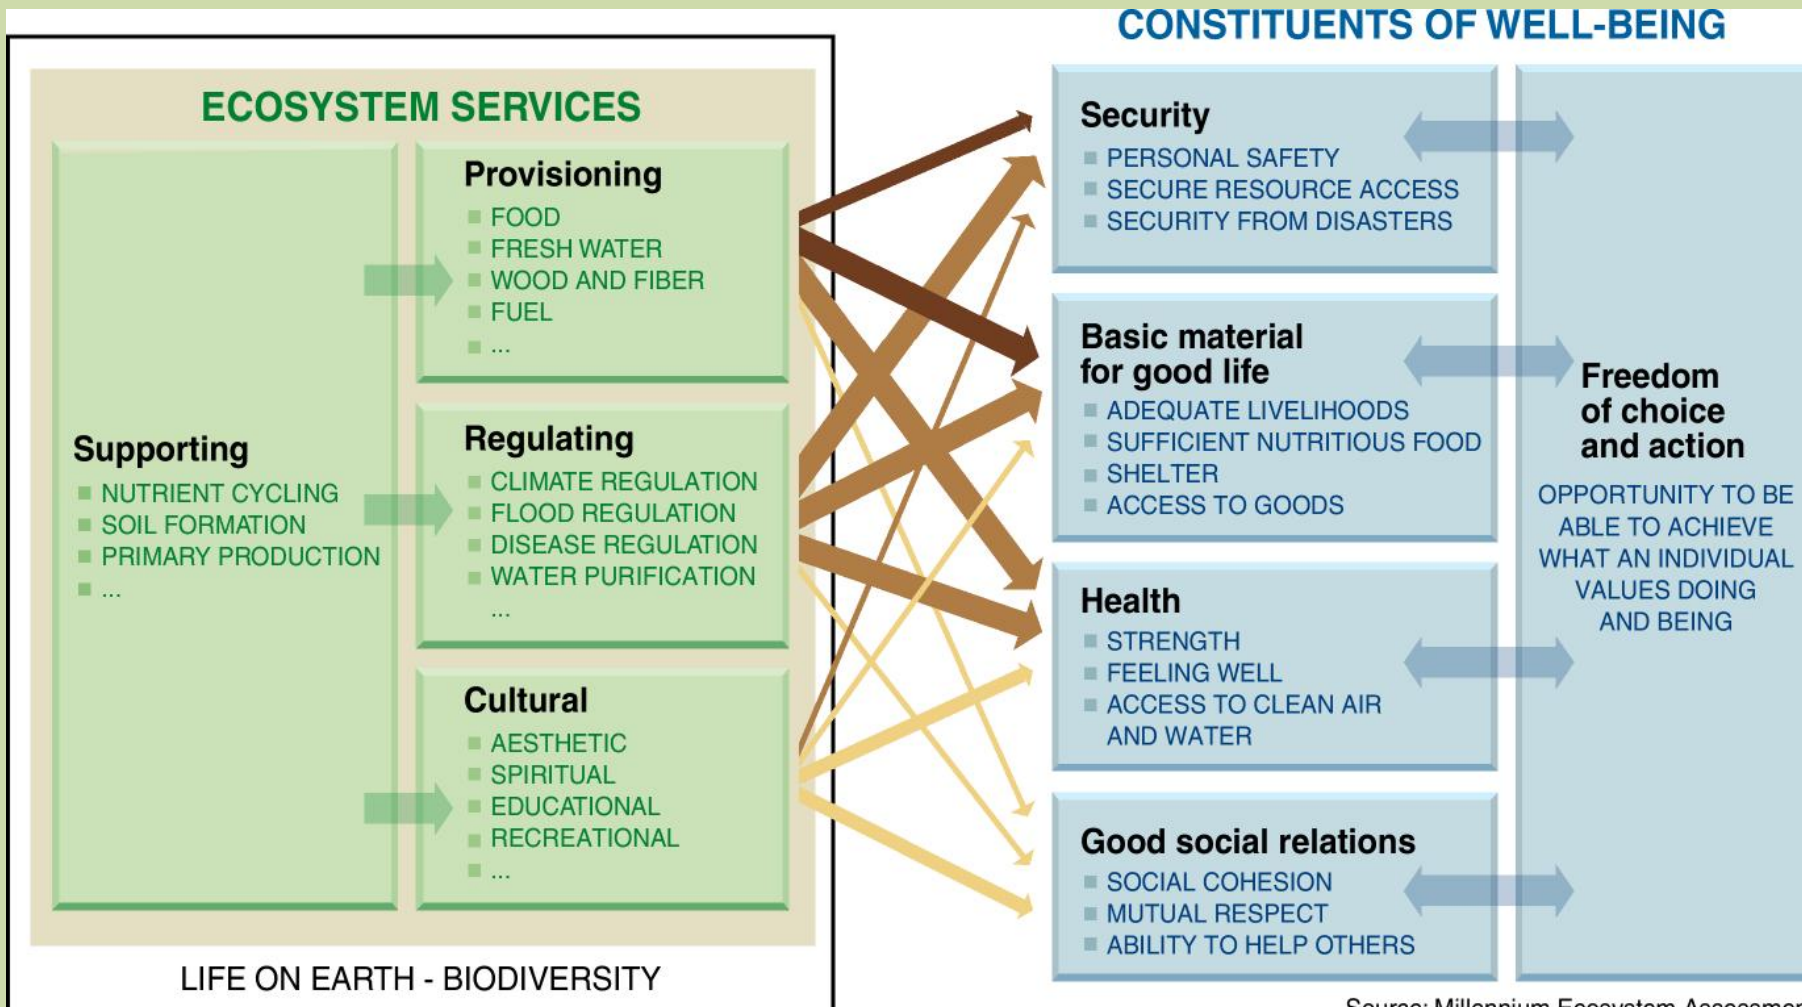 CONSTITUENTS OF WELL-BEING
ECOSYSTEM SERVICES
Supporting
NUTRIENT CYCLING
SOIL FORMATION
PRIMARY PRODUCTION
...
Provisioning
FOOD
FRESH WATER
WOOD AND FIBER
FUEL
...
Regulating
CLIMATE REGULATION
FLOOD REGULATION
DISEASE REGULATION
WATER PURIFICATION
...
Cultural
AESTHETIC
SPIRITUAL
EDUCATIONAL
RECREATIONAL
...
LIFE ON EARTH - BIODIVERSITY
Security
PERSONAL SAFETY
SECURE RESOURCE ACCESS
SECURITY FROM DISASTERS
Basic material
for good life
ADEQUATE LIVELIHOODS
SUFFICIENT NUTRITIOUS FOOD
SHELTER
ACCESS TO GOODS
Health
STRENGTH
FEELING WELL
ACCESS TO CLEAN AIR
AND WATER
Good social relations
SOCIAL COHESION
MUTUAL RESPECT
ABILITY TO HELP OTHERS
Freedom
of choice
and action
OPPORTUNITY TO BE
ABLE TO ACHIEVE
WHAT AN INDIVIDUAL
VALUES DOING
AND BEING
Source: Millennium Ecosystem